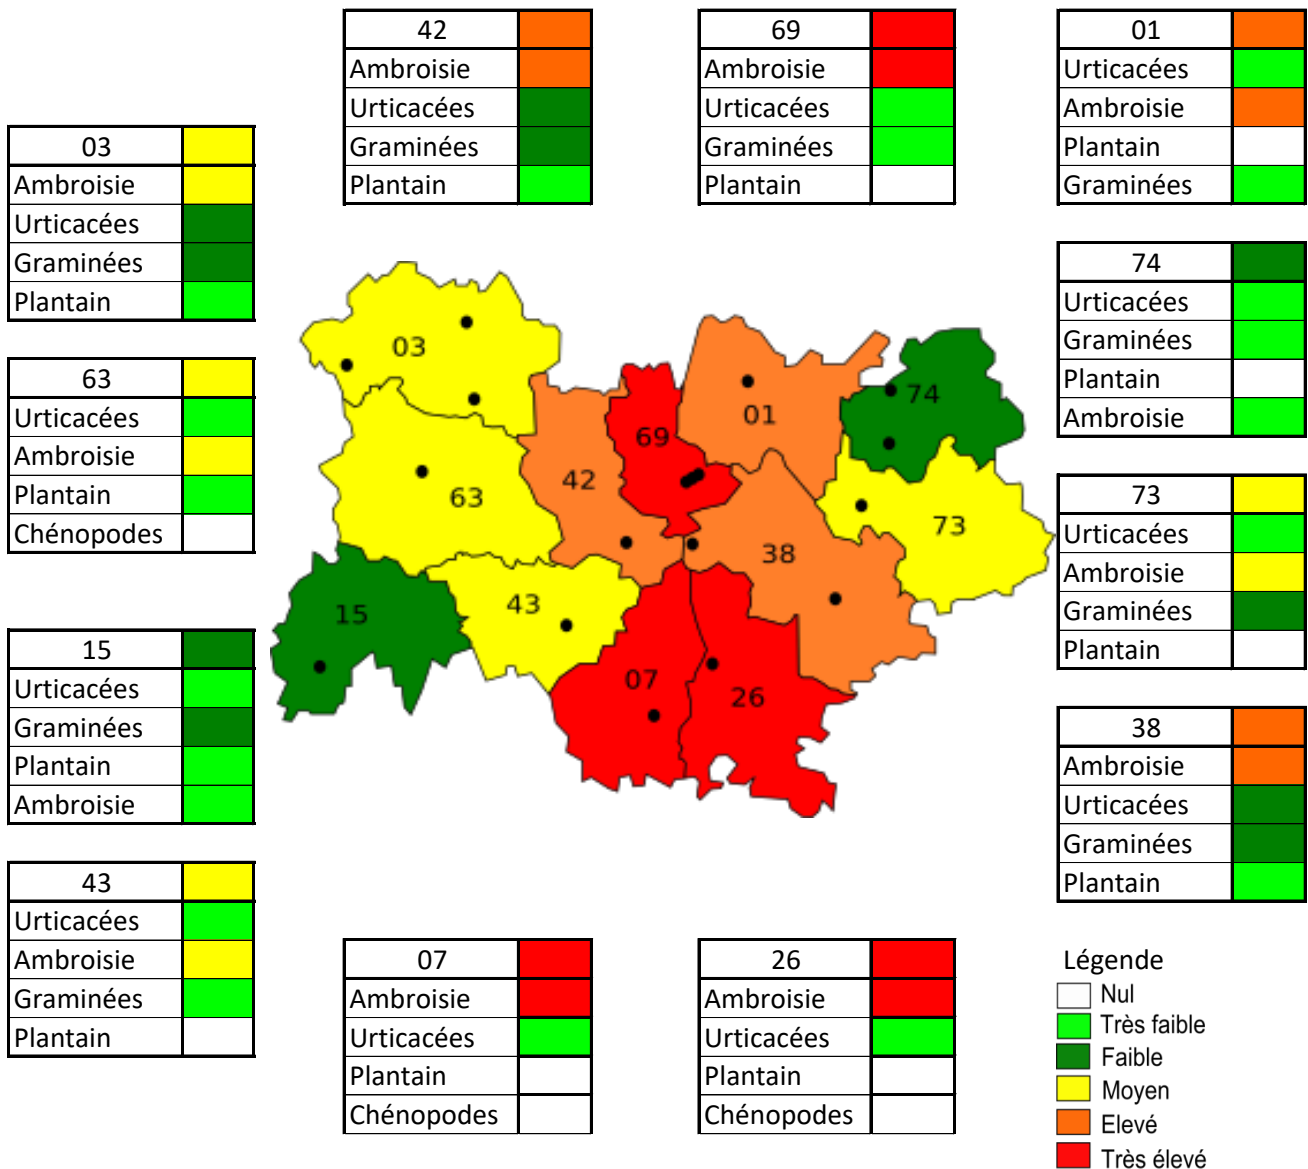 42
Ambroisie
Urticacées
Graminées
Plantain
69
Ambroisie
Urticacées
Graminées
Plantain
01
Urticacées
Ambroisie
Plantain
Graminées
03
Ambroisie
Urticacées
Graminées
Plantain
74
Urticacées
Graminées
Plantain
Ambroisie
63
Urticacées
Ambroisie
Plantain
Chénopodes
03
74
01
69
42
63
73
38
43
15
07
26
73
Urticacées
Ambroisie
Graminées
Plantain
15
Urticacées
Graminées
Plantain
Ambroisie
38
Ambroisie
Urticacées
Graminées
Plantain
43
Urticacées
Ambroisie
Graminées
Plantain
07
Ambroisie
Urticacées
Plantain
Chénopodes
26
Ambroisie
Urticacées
Plantain
Chénopodes
Légende
Nul
Très faible
Faible
Moyen
Elevé
Très élevé